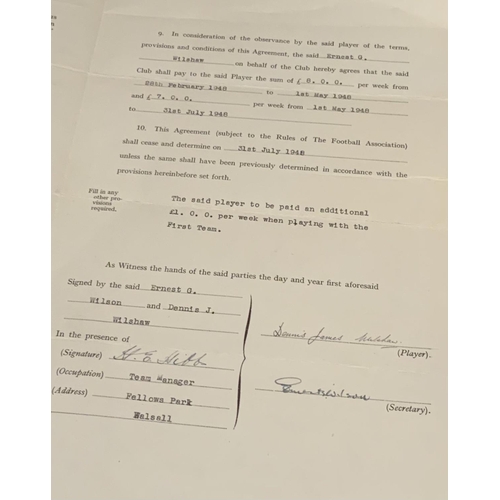 9. In consideration of the observance by the said player of the terms,
provisions and conditions of this Agreement, the said Ernest G.
Wilshaw on behalf of the Club hereby agrees that the said
Club shall pay to the said Player the sum of £ 8. 0. 0. per week from
28th February 1948 to 1st May 1948
and £ 7. 0. 0. per week from 1st May 1948
to 31st July 1948
10. This Agreement (subject to the Rules of The Football Association)
shall cease and determine on 31st July 1948
unless the same shall have been previously determined in accordance with the
provisions hereinbefore set forth.
Fill in any
other pro-
visions
required.
The said player to be paid an additional
£1. 0. 0. per week when playing with the
First Team.
As Witness the hands of the said parties the day and year first aforesaid
Signed by the said Ernest G.
Wilson and Dennis J.
Wilshaw
In the presence of
(Signature) H. E. Hibb
(Occupation) Team Manager
(Address) Fellows Park
Walsall
Dennis James Wilshaw.
(Player).
Ernest G Wilson
(Secretary).